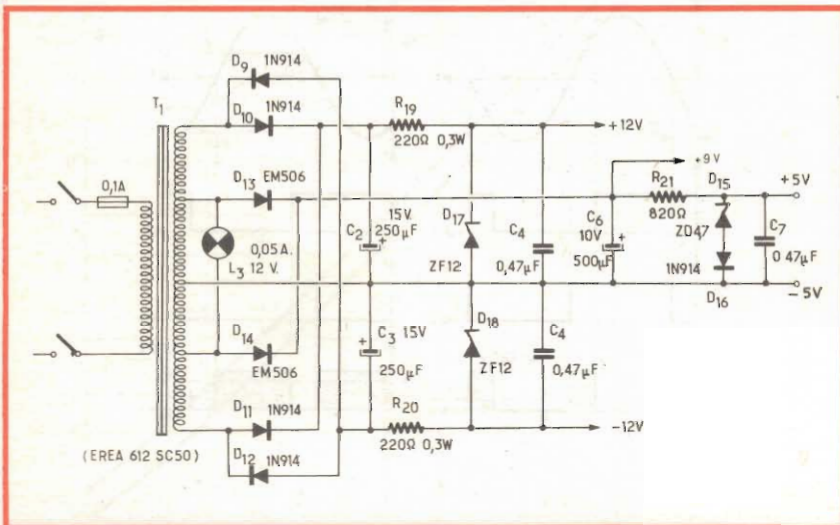 D9 1N914
T1
D10 1N914
R19
220Ω 0,3W
+12V
0,1A
D13 EM506
+9V
R21
820Ω
D15
+5V
15V.
250µF
C2
+
D17
ZF12
C4
0,47µF
C6
10V
500µF
+
ZD4,7
1N914
D16
C7
0 47µF
-5V
0,05A.
L3 12 V.
D14
EM506
C3 15V
+
250µF
D18
ZF12
C4
0,47µF
D11 1N914
D12 1N914
R20
220Ω 0,3W
-12V
(EREA 612 SC50)